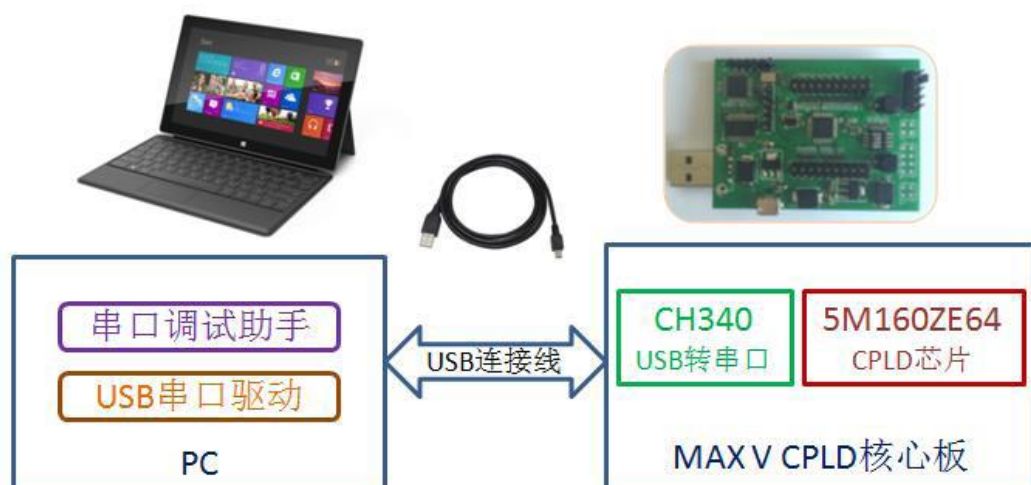 串口调试助手
USB串口驱动
PC
USB连接线
CH340
USB转串口
5M160ZE64
CPLD芯片
MAX V CPLD核心板